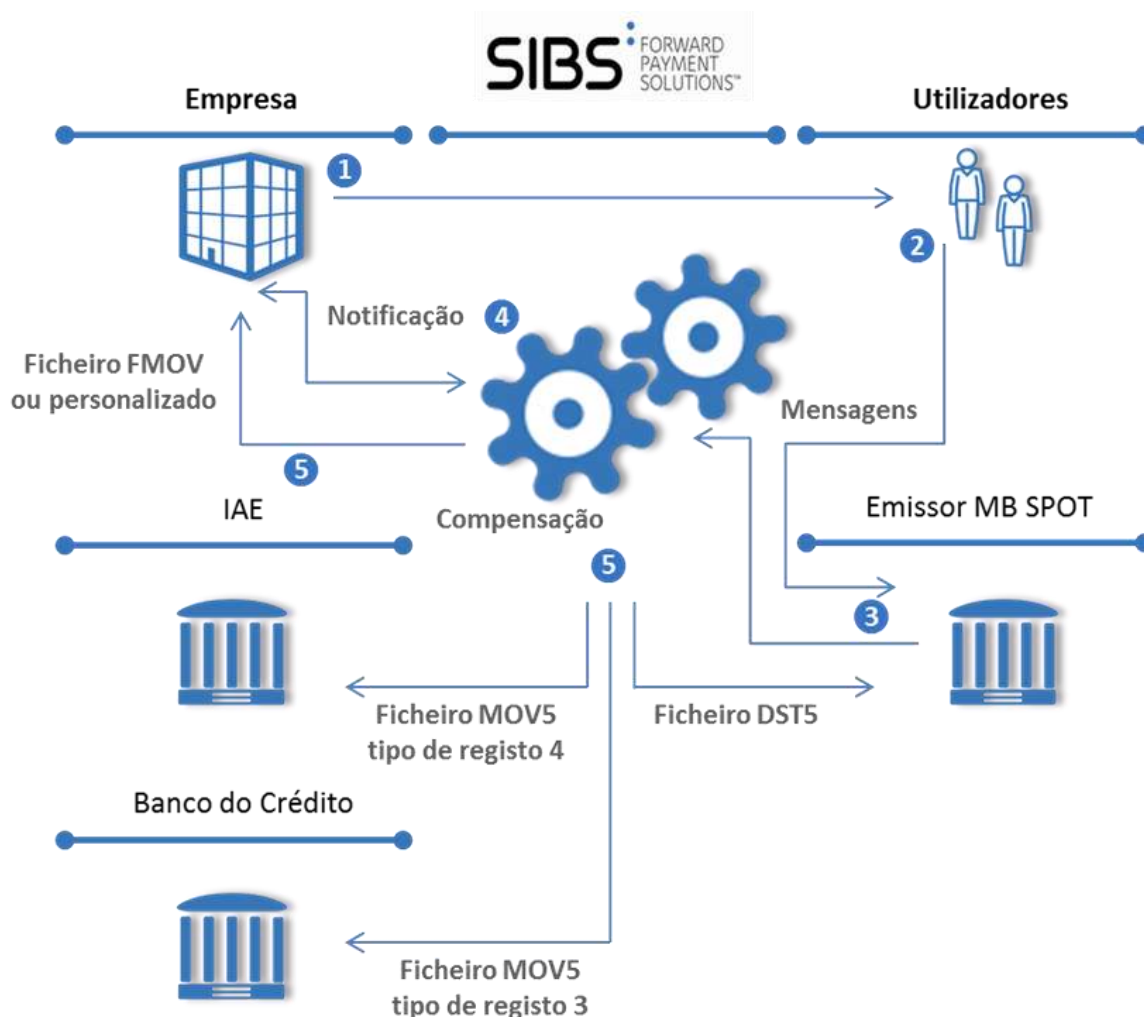 SIBS FORWARD
PAYMENT
SOLUTIONS™
Empresa
Utilizadores
1
2
Notificação 4
Ficheiro FMOV
ou personalizado
Mensagens
5
IAE
Compensação
Emissor MB SPOT
5
3
Ficheiro MOV5
tipo de registo 4
Ficheiro DST5
Banco do Crédito
Ficheiro MOV5
tipo de registo 3